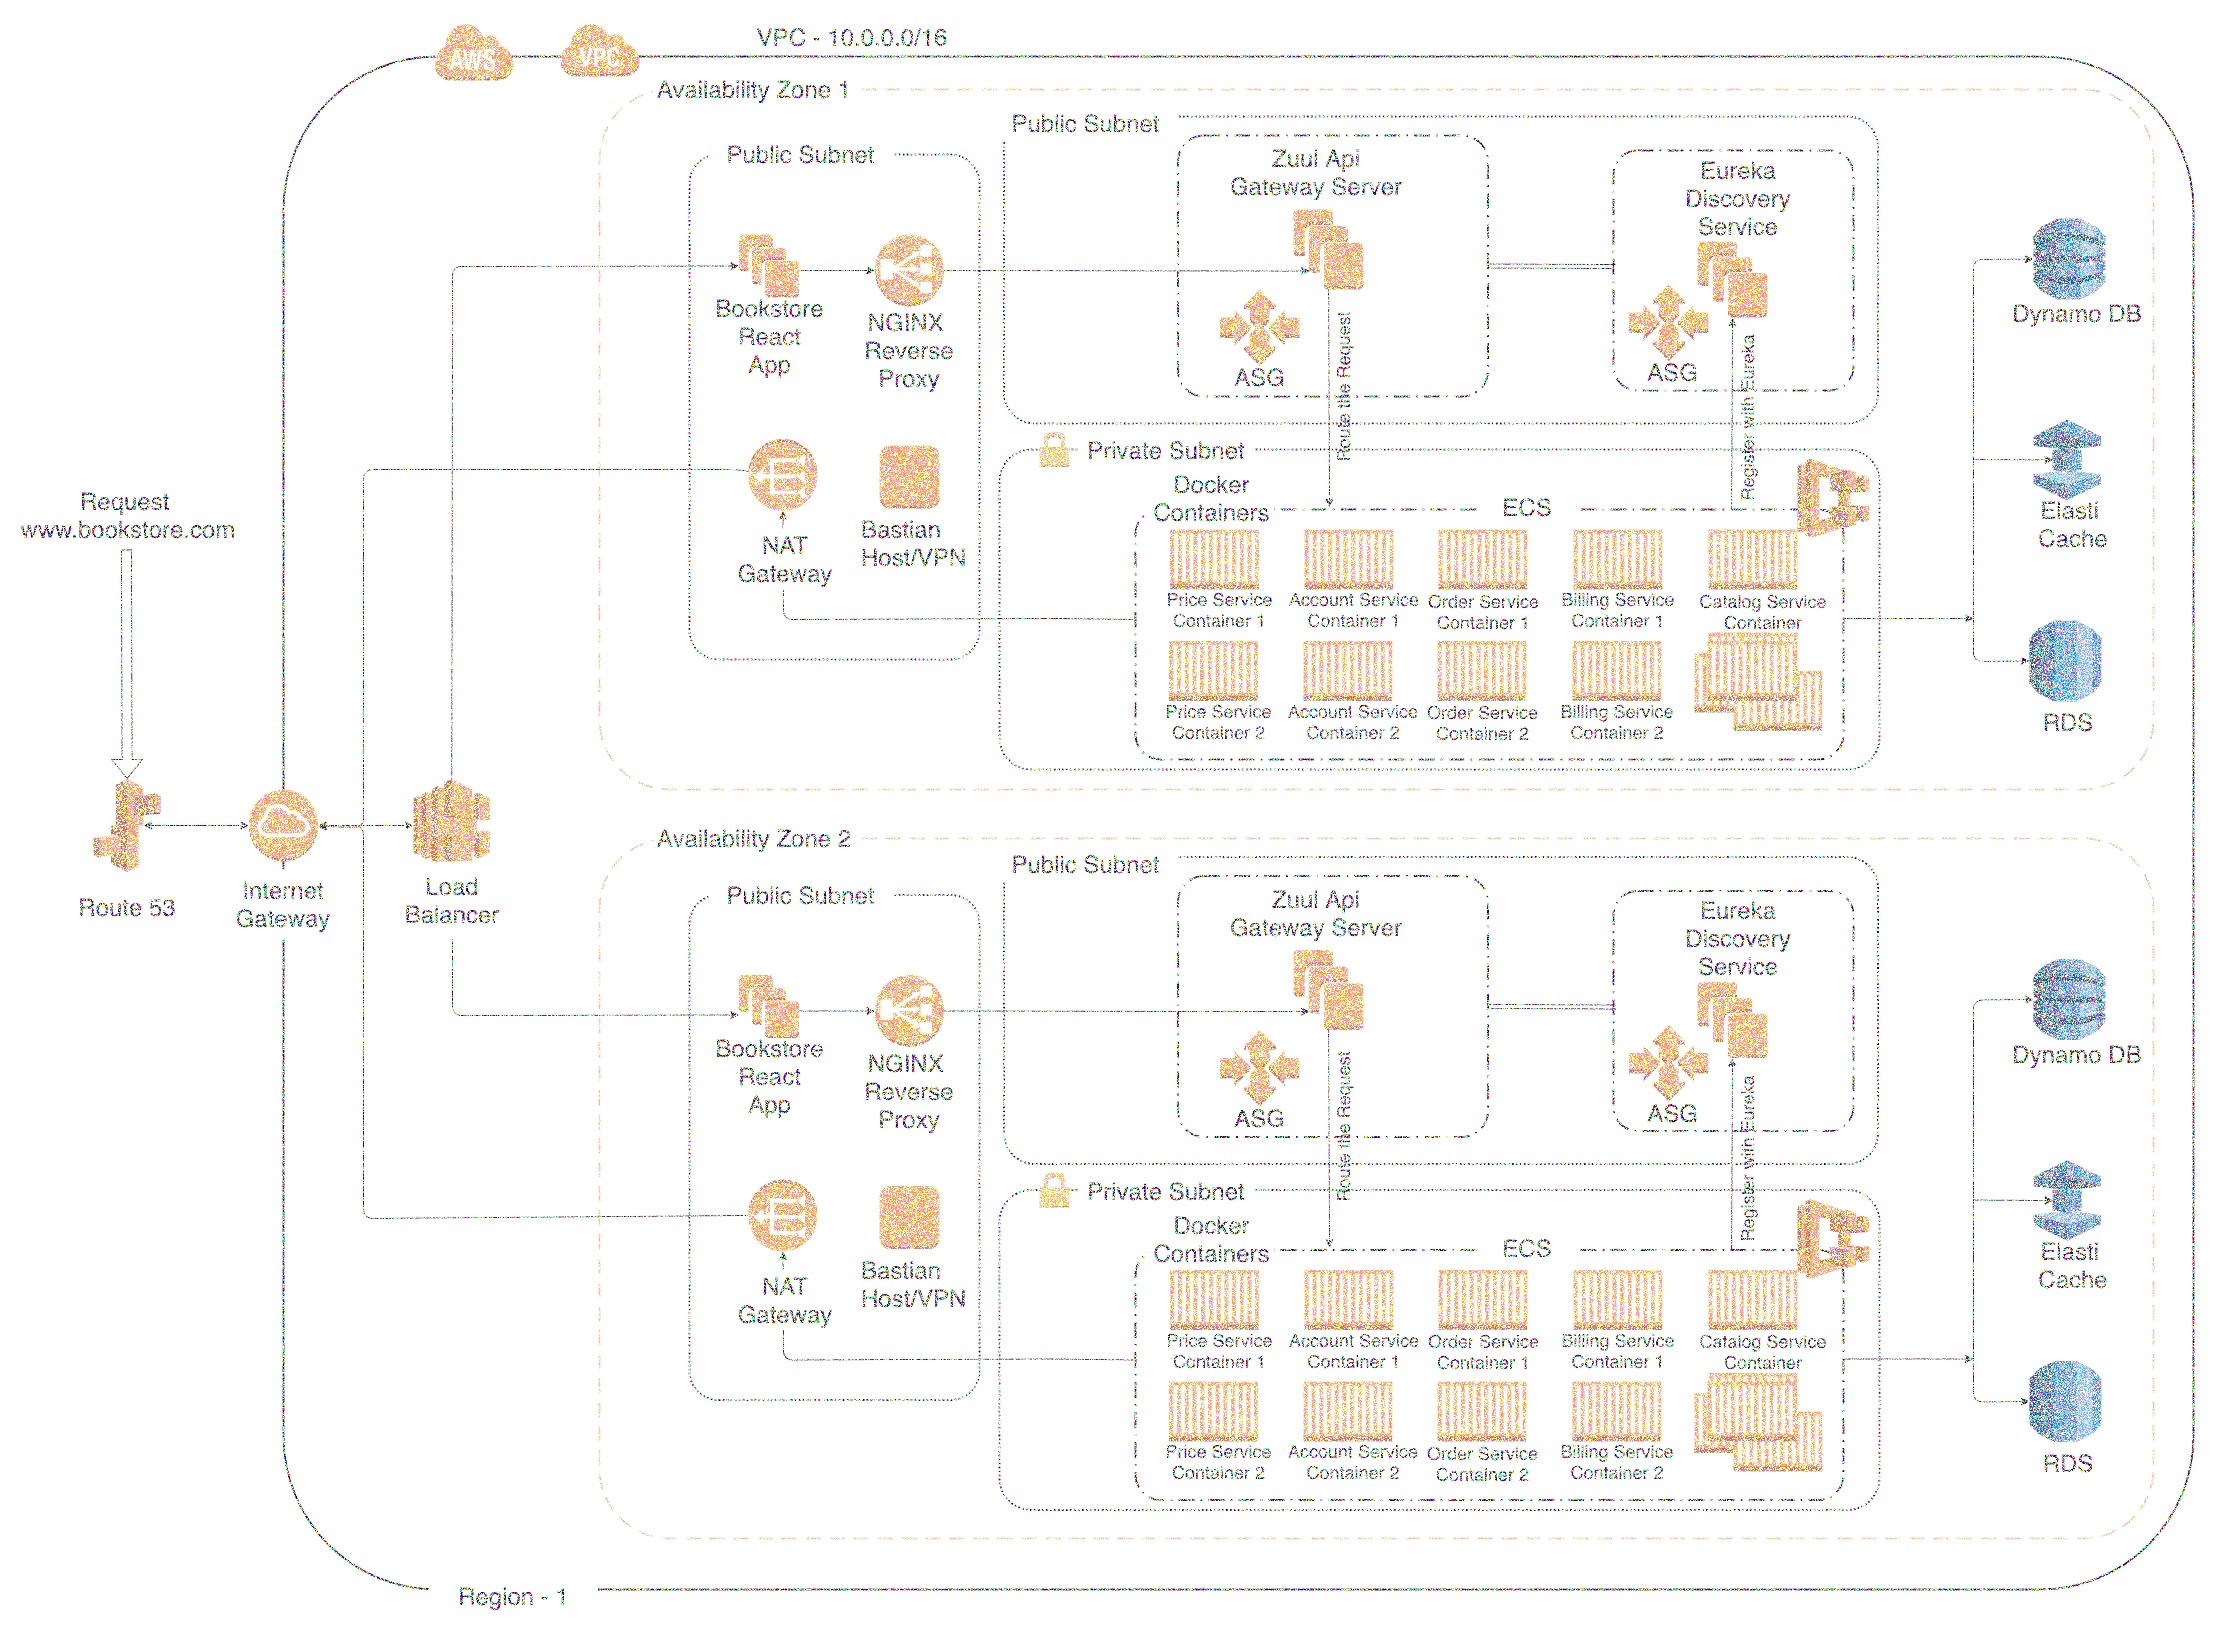 AWS
VPC
VPC - 10.0.0.0/16
Availability Zone 1
Public Subnet
Bookstore
React
App
NGINX
Reverse
Proxy
NAT
Gateway
Bastian
Host/VPN
Public Subnet
Zuul Api
Gateway Server
ASG
Eureka
Discovery
Service
ASG
Route the Request
Register with Eureka
Private Subnet
Docker
Containers
ECS
Price Service
Container 1
Account Service
Container 1
Order Service
Container 1
Billing Service
Container 1
Catalog Service
Container
Price Service
Container 2
Account Service
Container 2
Order Service
Container 2
Billing Service
Container 2
Dynamo DB
Elasti
Cache
RDS
Request
www.bookstore.com
Route 53
Internet
Gateway
Load
Balancer
Availability Zone 2
Public Subnet
Bookstore
React
App
NGINX
Reverse
Proxy
NAT
Gateway
Bastian
Host/VPN
Public Subnet
Zuul Api
Gateway Server
ASG
Eureka
Discovery
Service
ASG
Route the Request
Register with Eureka
Private Subnet
Docker
Containers
ECS
Price Service
Container 1
Account Service
Container 1
Order Service
Container 1
Billing Service
Container 1
Catalog Service
Container
Price Service
Container 2
Account Service
Container 2
Order Service
Container 2
Billing Service
Container 2
Dynamo DB
Elasti
Cache
RDS
Region - 1